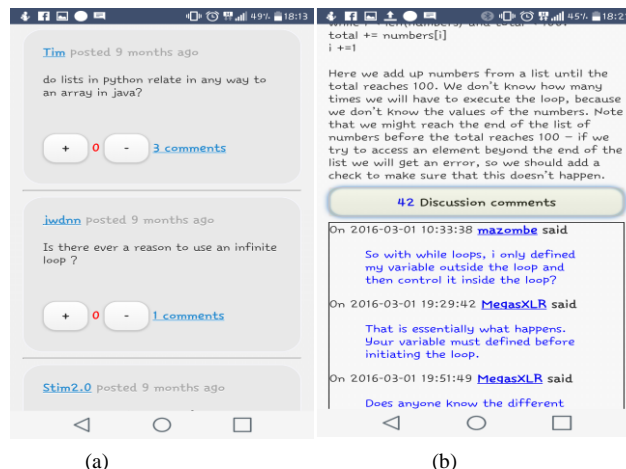 49% 18:13
Tim posted 9 months ago
do lists in python relate in any way to
an array in java?
+ 0 - 3 comments
jwdnn posted 9 months ago
Is there ever a reason to use an infinite
loop ?
+ 0 - 1 comments
Stim2.0 posted 9 months ago
(a)
45% 18:2
total += numbers[i]
i +=1
Here we add up numbers from a list until the
total reaches 100. We don't know how many
times we will have to execute the loop, because
we don't know the values of the numbers. Note
that we might reach the end of the list of
numbers before the total reaches 100 – if we
try to access an element beyond the end of the
list we will get an error, so we should add a
check to make sure that this doesn't happen.
42 Discussion comments
On 2016-03-01 10:33:38 mazombe said
So with while loops, i only defined
my variable outside the loop and
then control it inside the loop?
On 2016-03-01 19:29:42 MegasXLR said
That is essentially what happens.
Your variable must defined before
initiating the loop.
On 2016-03-01 19:51:49 MegasXLR said
Does anyone know the different
(b)